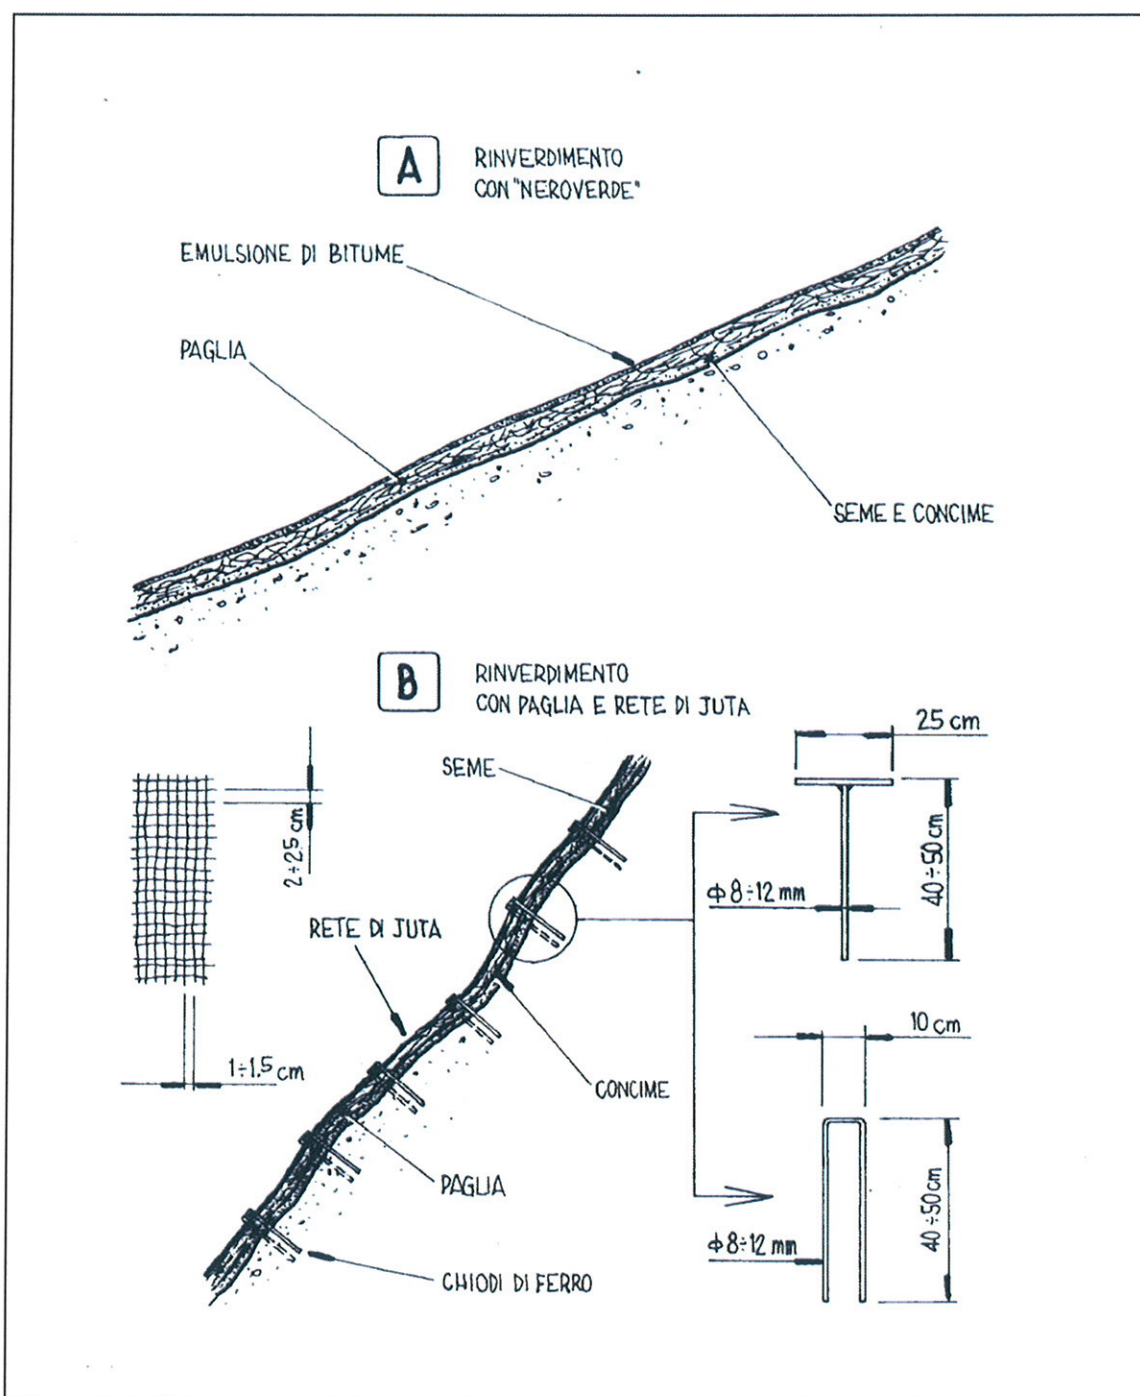 A
RINVERDIMENTO
CON "NEROVERDE"
EMULSIONE DI BITUME
PAGLIA
SEME E CONCIME
B
RINVERDIMENTO
CON PAGLIA E RETE DI JUTA
SEME
25 cm
2÷2.5 cm
40÷50 cm
ϕ 8÷12 mm
RETE DI JUTA
10 cm
1÷1.5 cm
CONCIME
PAGLIA
40÷50 cm
ϕ 8÷12 mm
CHIODI DI FERRO